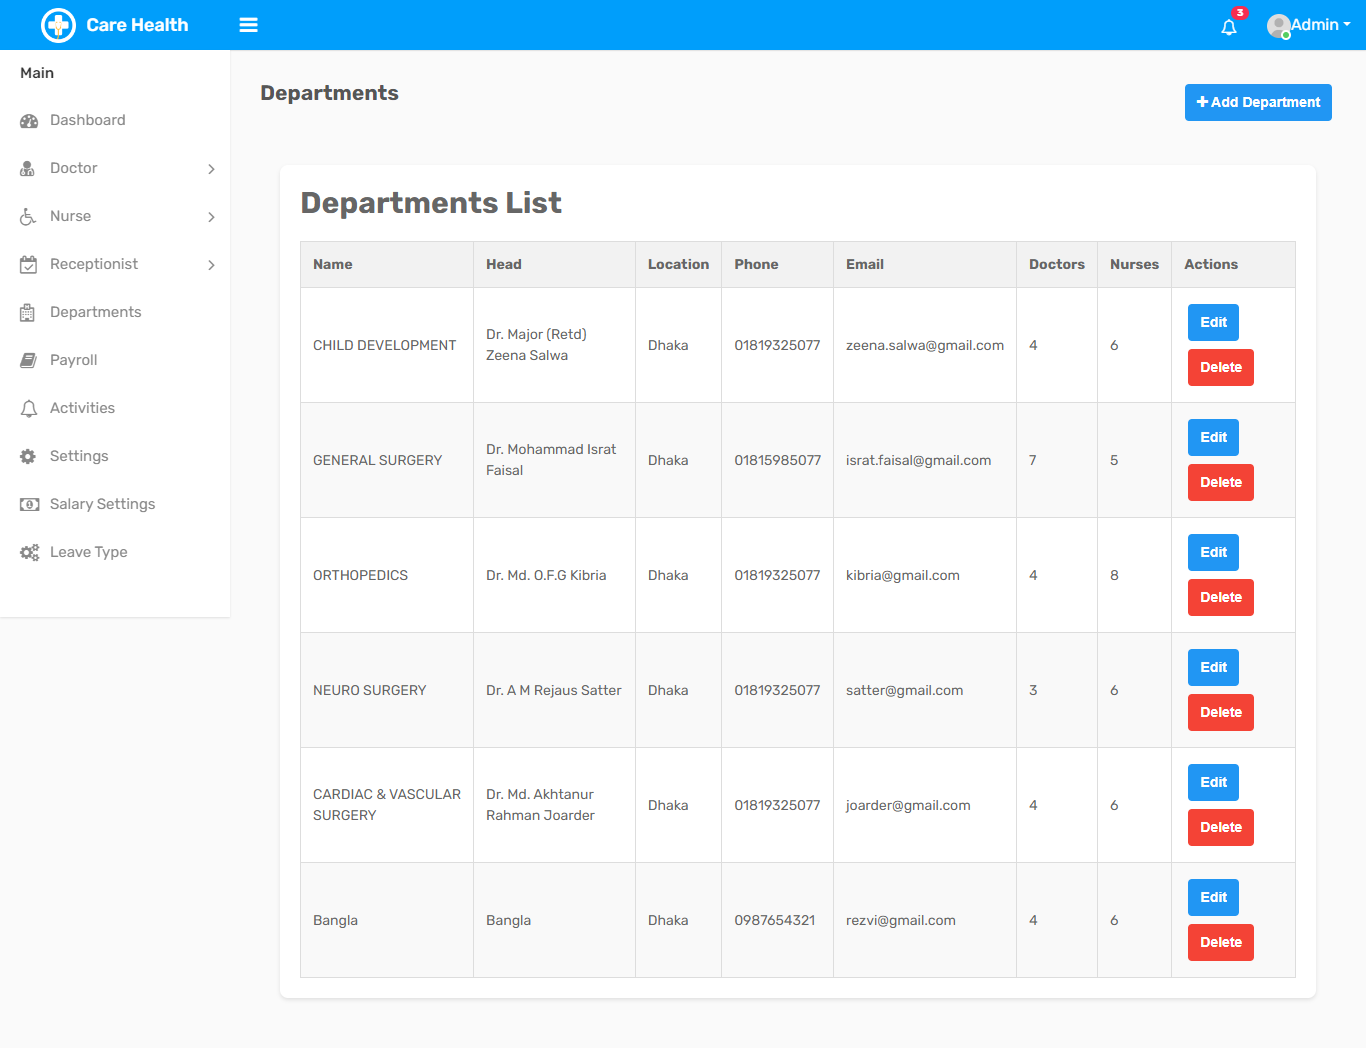 Care Health
3
Admin
Main
Dashboard
Doctor
Nurse
Receptionist
Departments
Payroll
Activities
Settings
Salary Settings
Leave Type
Departments
+ Add Department
Departments List
Name Head Location Phone Email Doctors Nurses Actions
CHILD DEVELOPMENT Dr. Major (Retd) Dhaka 01819325077 zeena.salwa@gmail.com 4 6 Edit
Zeena Salwa Delete
GENERAL SURGERY Dr. Mohammad Israt Dhaka 01815985077 israt.faisal@gmail.com 7 5 Edit
Faisal Delete
ORTHOPEDICS Dr. Md. O.F.G Kibria Dhaka 01819325077 kibria@gmail.com 4 8 Edit
Delete
NEURO SURGERY Dr. A M Rejaus Satter Dhaka 01819325077 satter@gmail.com 3 6 Edit
Delete
CARDIAC & VASCULAR Dr. Md. Akhtanur Dhaka 01819325077 joarder@gmail.com 4 6 Edit
SURGERY Rahman Joarder Delete
Bangla Bangla Dhaka 0987654321 rezvi@gmail.com 4 6 Edit
Delete